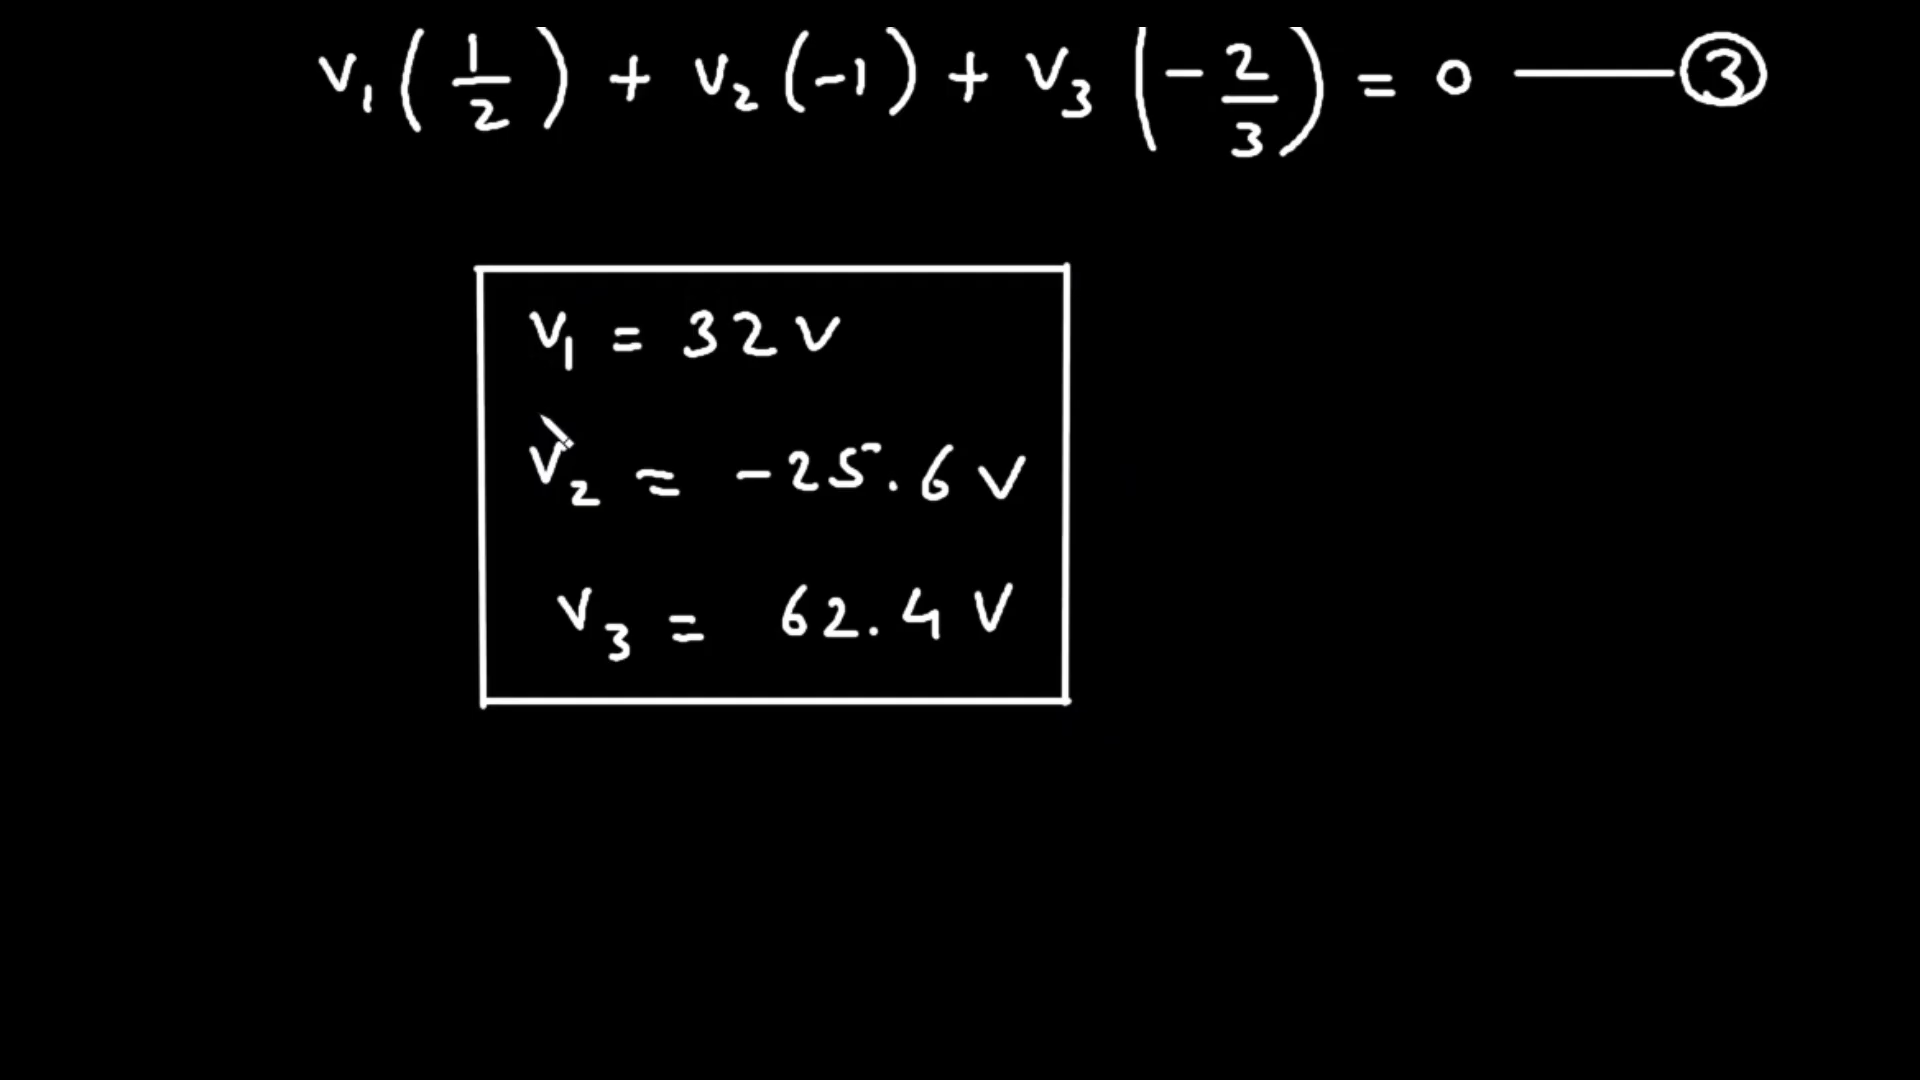 v₁ (1/2) + v₂ (-1) + v₃ (-2/3) = 0 —— ③
v₁ = 32 v
v₂ = -25.6 v
v₃ = 62.4 v